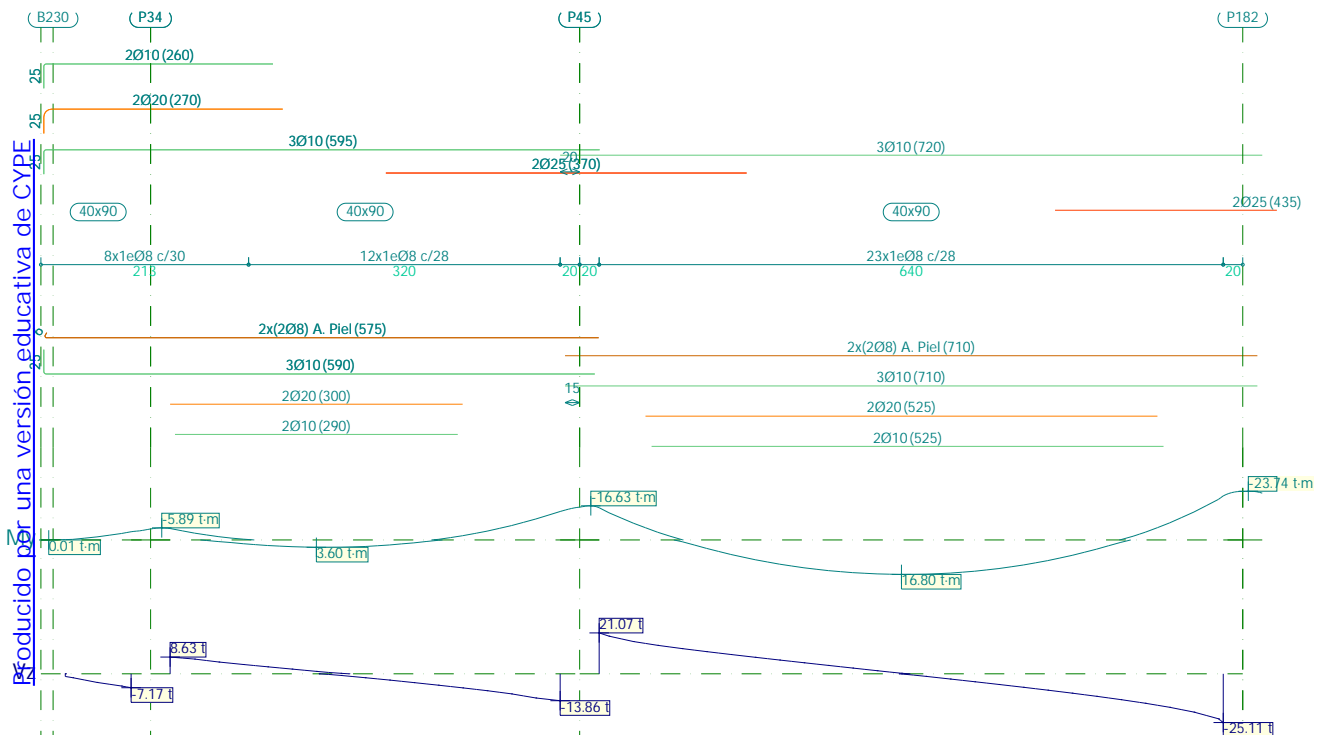 B230
P34
P45
P182
2Ø10 (260)
25
2Ø20 (270)
25
3Ø10 (595)
25
20
3Ø10 (720)
2Ø25 (370)
2Ø25 (435)
40x90
40x90
40x90
8x1eØ8 c/30
12x1eØ8 c/28
23x1eØ8 c/28
213
320
20
20
640
20
2x(2Ø8) A. Piel (575)
2x(2Ø8) A. Piel (710)
25
3Ø10 (590)
3Ø10 (710)
15
2Ø20 (300)
2Ø20 (525)
2Ø10 (290)
2Ø10 (525)
-16.63 t·m
-23.74 t·m
-5.89 t·m
0.01 t·m
3.60 t·m
16.80 t·m
21.07 t
8.63 t
-7.17 t
-13.86 t
-25.11 t
Producido por una versión educativa de CYPE